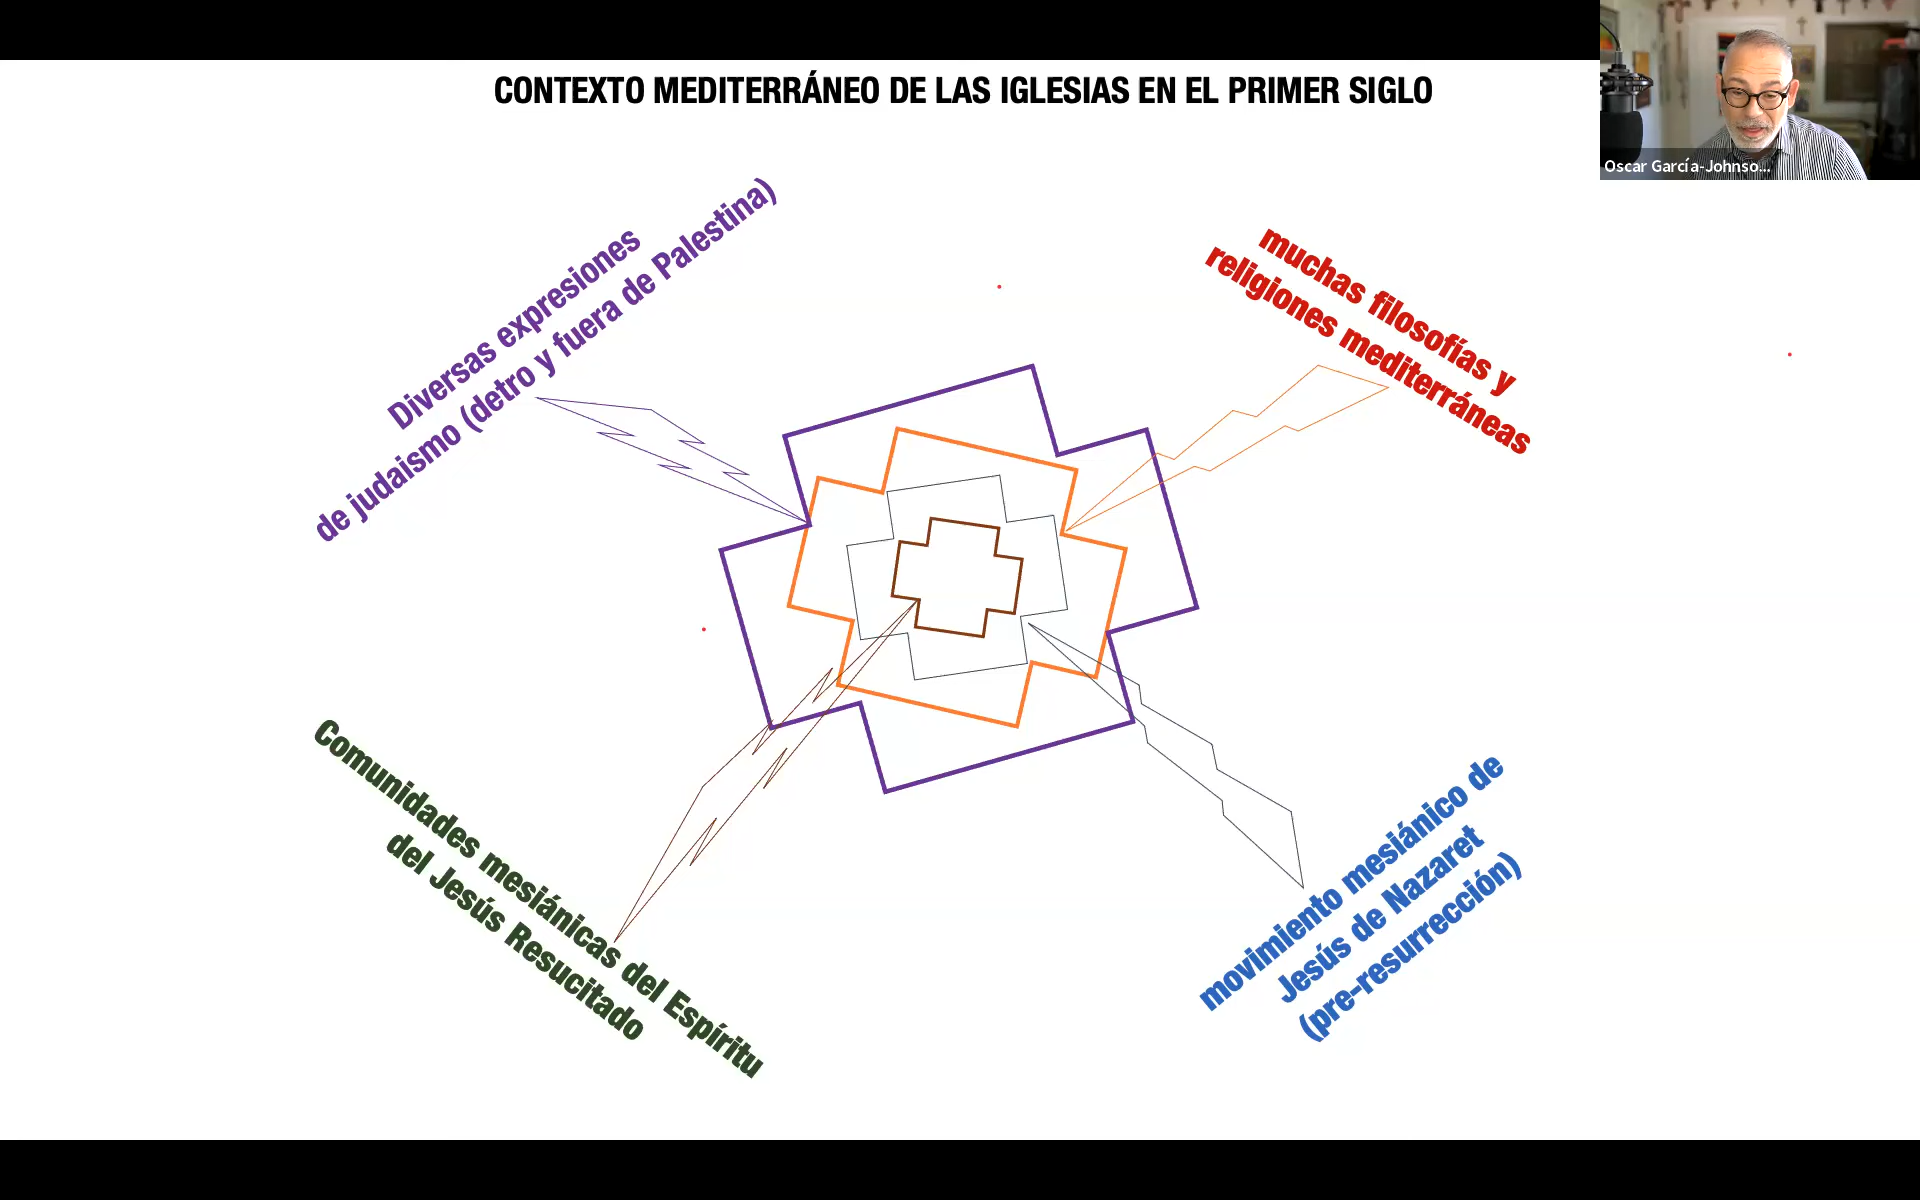 CONTEXTO MEDITERRÁNEO DE LAS IGLESIAS EN EL PRIMER SIGLO
Oscar García-Johnso...
Diversas expresiones
de judaismo (detro y fuera de Palestina)
muchas filosofías y
religiones mediterráneas
Comunidades mesiánicas del Espíritu
del Jesús Resucitado
movimiento mesiánico de
Jesús de Nazaret
(pre-resurrección)